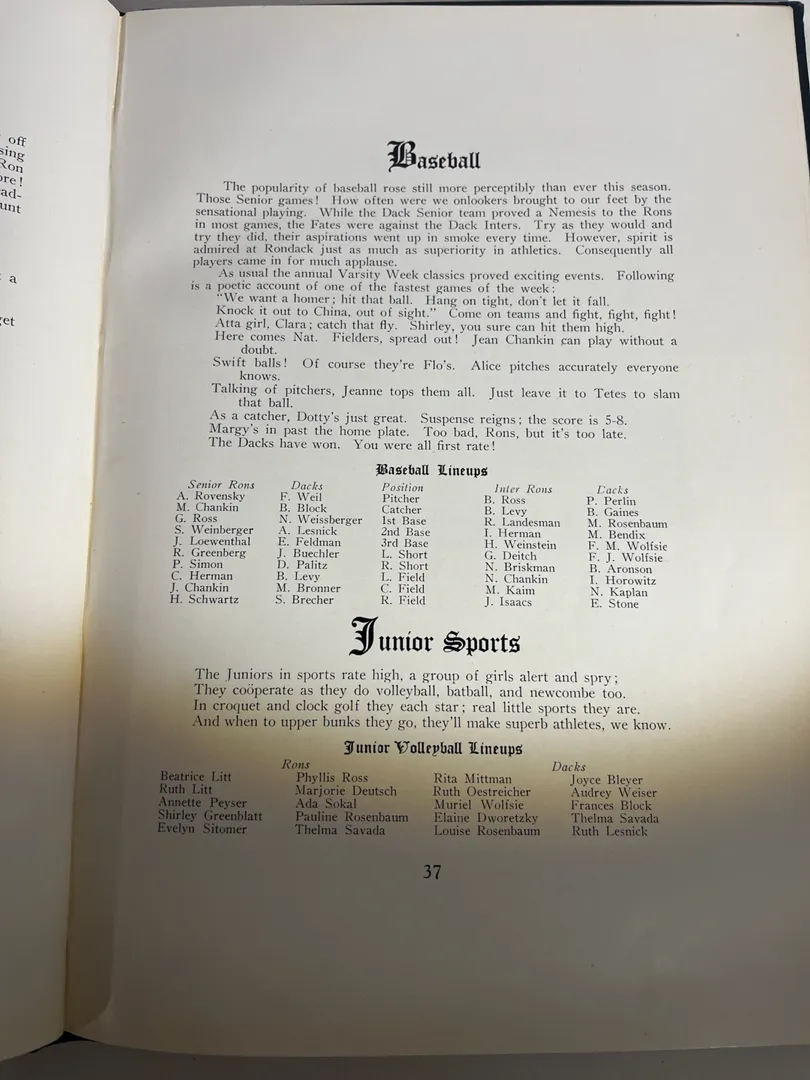 off
sing
Ron
ore!
ad-
unt
a
get
Baseball
The popularity of baseball rose still more perceptibly than ever this season.
Those Senior games! How often were we onlookers brought to our feet by the
sensational playing. While the Dack Senior team proved a Nemesis to the Rons
in most games, the Fates were against the Dack Inters. Try as they would and
try they did, their aspirations went up in smoke every time. However, spirit is
admired at Rondack just as much as superiority in athletics. Consequently all
players came in for much applause.
As usual the annual Varsity Week classics proved exciting events. Following
is a poetic account of one of the fastest games of the week:
"We want a homer; hit that ball. Hang on tight, don't let it fall.
Knock it out to China, out of sight." Come on teams and fight, fight, fight!
Atta girl, Clara; catch that fly. Shirley, you sure can hit them high.
Here comes Nat. Fielders, spread out! Jean Chankin can play without a
doubt.
Swift balls! Of course they're Flo's. Alice pitches accurately everyone
knows.
Talking of pitchers, Jeanne tops them all. Just leave it to Tetes to slam
that ball.
As a catcher, Dotty's just great. Suspense reigns; the score is 5-8.
Margy's in past the home plate. Too bad, Rons, but it's too late.
The Dacks have won. You were all first rate!
Baseball Lineups
Senior Rons Dacks Position Inter Rons Dacks
A. Rovensky F. Weil Pitcher B. Ross P. Perlin
M. Chankin B. Block Catcher B. Levy B. Gaines
G. Ross N. Weissberger 1st Base R. Landesman M. Rosenbaum
S. Weinberger A. Lesnick 2nd Base I. Herman M. Bendix
J. Loewenthal E. Feldman 3rd Base H. Weinstein F. M. Wolfsie
R. Greenberg J. Buechler L. Short G. Deitch F. J. Wolfsie
P. Simon D. Palitz R. Short N. Briskman B. Aronson
C. Herman B. Levy L. Field N. Chankin I. Horowitz
J. Chankin M. Bronner C. Field M. Kaim N. Kaplan
H. Schwartz S. Brecher R. Field J. Isaacs E. Stone
Junior Sports
The Juniors in sports rate high, a group of girls alert and spry;
They coöperate as they do volleyball, batball, and newcombe too.
In croquet and clock golf they each star; real little sports they are.
And when to upper bunks they go, they'll make superb athletes, we know.
Junior Volleyball Lineups
Rons Dacks
Beatrice Litt Phyllis Ross Rita Mittman Joyce Bleyer
Ruth Litt Marjorie Deutsch Ruth Oestreicher Audrey Weiser
Annette Peyser Ada Sokal Muriel Wolfsie Frances Block
Shirley Greenblatt Pauline Rosenbaum Elaine Dworetzky Thelma Savada
Evelyn Sitomer Thelma Savada Louise Rosenbaum Ruth Lesnick
37